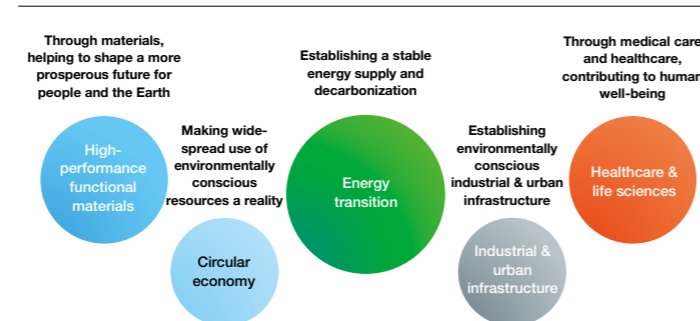 Through materials,
helping to shape a more
prosperous future for
people and the Earth
High-
performance
functional
materials
Making wide-
spread use of
environmentally
conscious
resources a reality
Circular
economy
Establishing a stable
energy supply and
decarbonization
Energy
transition
Establishing
environmentally
conscious
industrial & urban
infrastructure
Industrial &
urban
infrastructure
Through medical care
and healthcare,
contributing to human
well-being
Healthcare &
life sciences